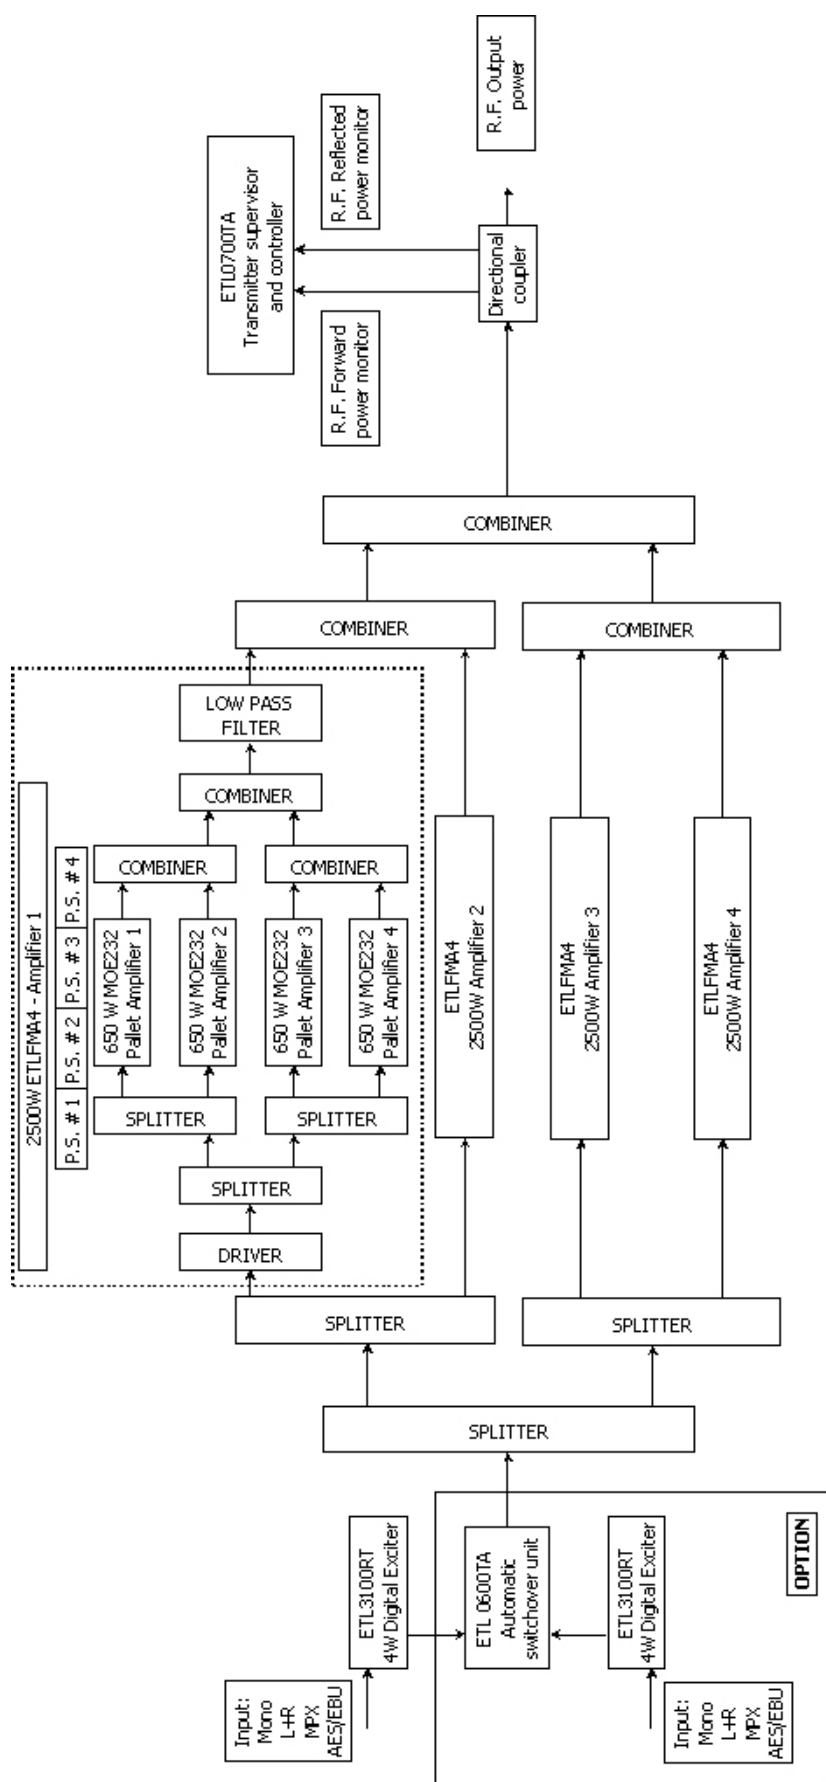 Input:
Mono
L+R
MPX
AES/EBU
ETL3100RT
4W Digital Exciter
ETL 0600TA
Automatic
switchover unit
Input:
Mono
L+R
MPX
AES/EBU
ETL3100RT
4W Digital Exciter
OPTION
SPLITTER
SPLITTER
SPLITTER
2500W ETLFMA4 - Amplifier 1
P.S. # 1
P.S. # 2
P.S. # 3
P.S. # 4
DRIVER
SPLITTER
SPLITTER
SPLITTER
650 W MOE232
Pallet Amplifier 1
650 W MOE232
Pallet Amplifier 2
650 W MOE232
Pallet Amplifier 3
650 W MOE232
Pallet Amplifier 4
COMBINER
COMBINER
COMBINER
LOW PASS
FILTER
ETLFMA4
2500W Amplifier 2
ETLFMA4
2500W Amplifier 3
ETLFMA4
2500W Amplifier 4
COMBINER
COMBINER
COMBINER
Directional
coupler
R.F. Forward
power monitor
R.F. Reflected
power monitor
ETL0700TA
Transmitter supervisor
and controller
R.F. Output
power